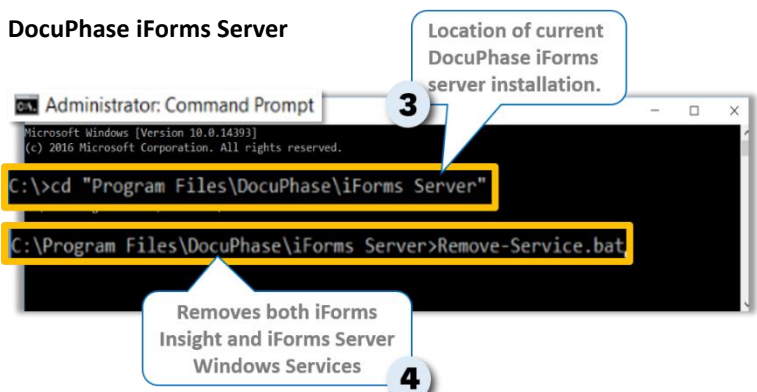 DocuPhase iForms Server
Location of current
DocuPhase iForms
server installation.
3
Administrator: Command Prompt
Microsoft Windows [Version 10.0.14393]
(c) 2016 Microsoft Corporation. All rights reserved.
C:\>cd "Program Files\DocuPhase\iForms Server"
C:\Program Files\DocuPhase\iForms Server>Remove-Service.bat
Removes both iForms
Insight and iForms Server
Windows Services
4